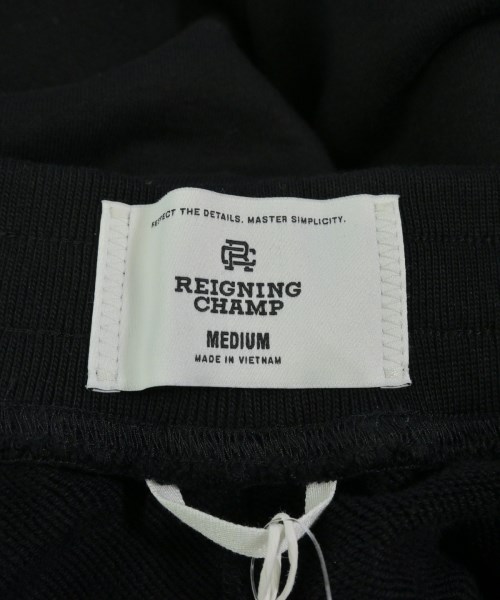 RESPECT THE DETAILS. MASTER SIMPLICITY.
RC
REIGNING
CHAMP
MEDIUM
MADE IN VIETNAM